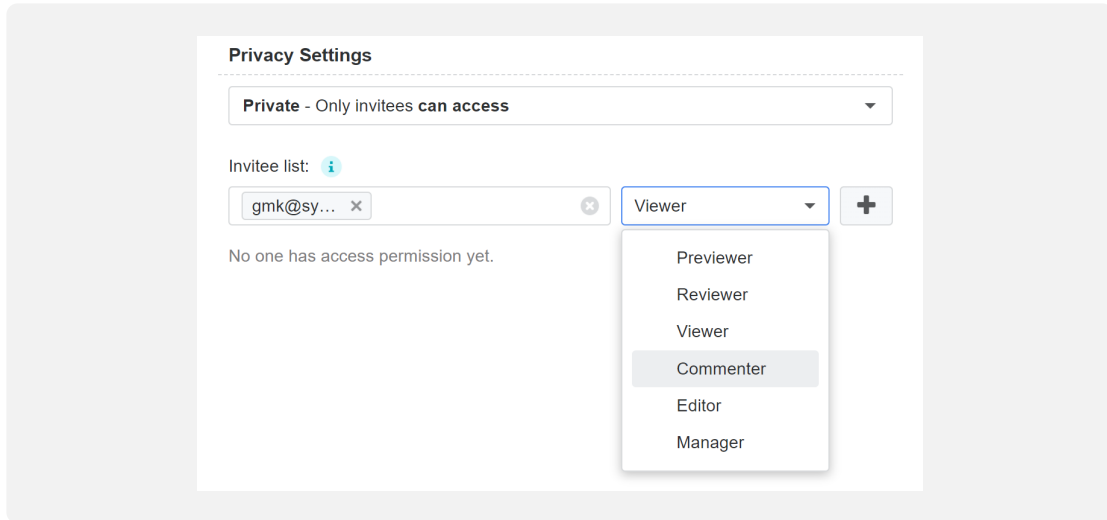 Privacy Settings
Private - Only invitees can access
Invitee list: i
gmk@sy... Viewer
No one has access permission yet.
Previewer
Reviewer
Viewer
Commenter
Editor
Manager